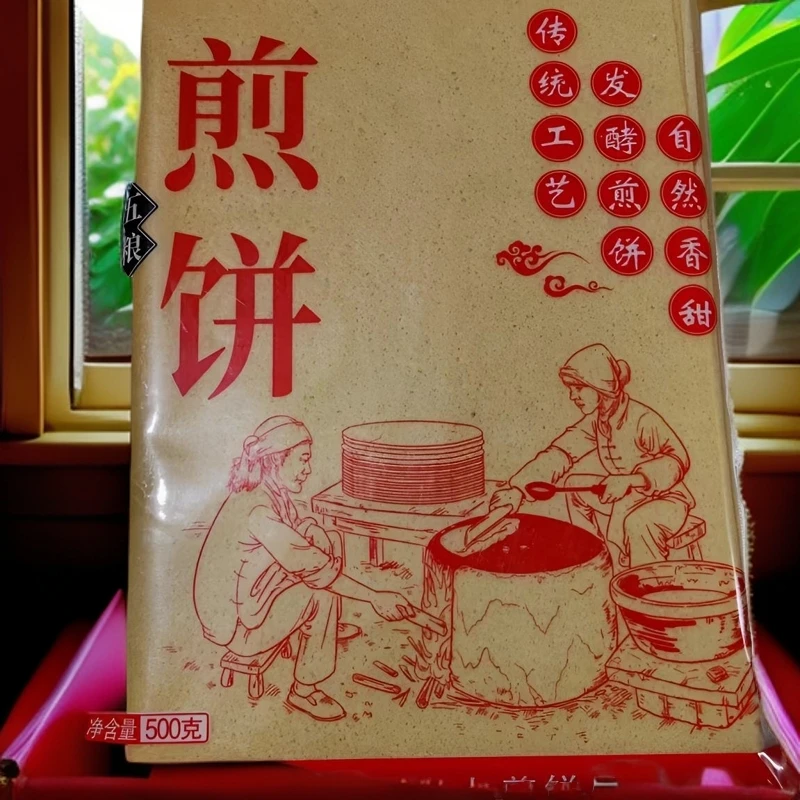 煎饼
传统工艺
发酵煎饼
自然香甜
五粮
净含量 500克